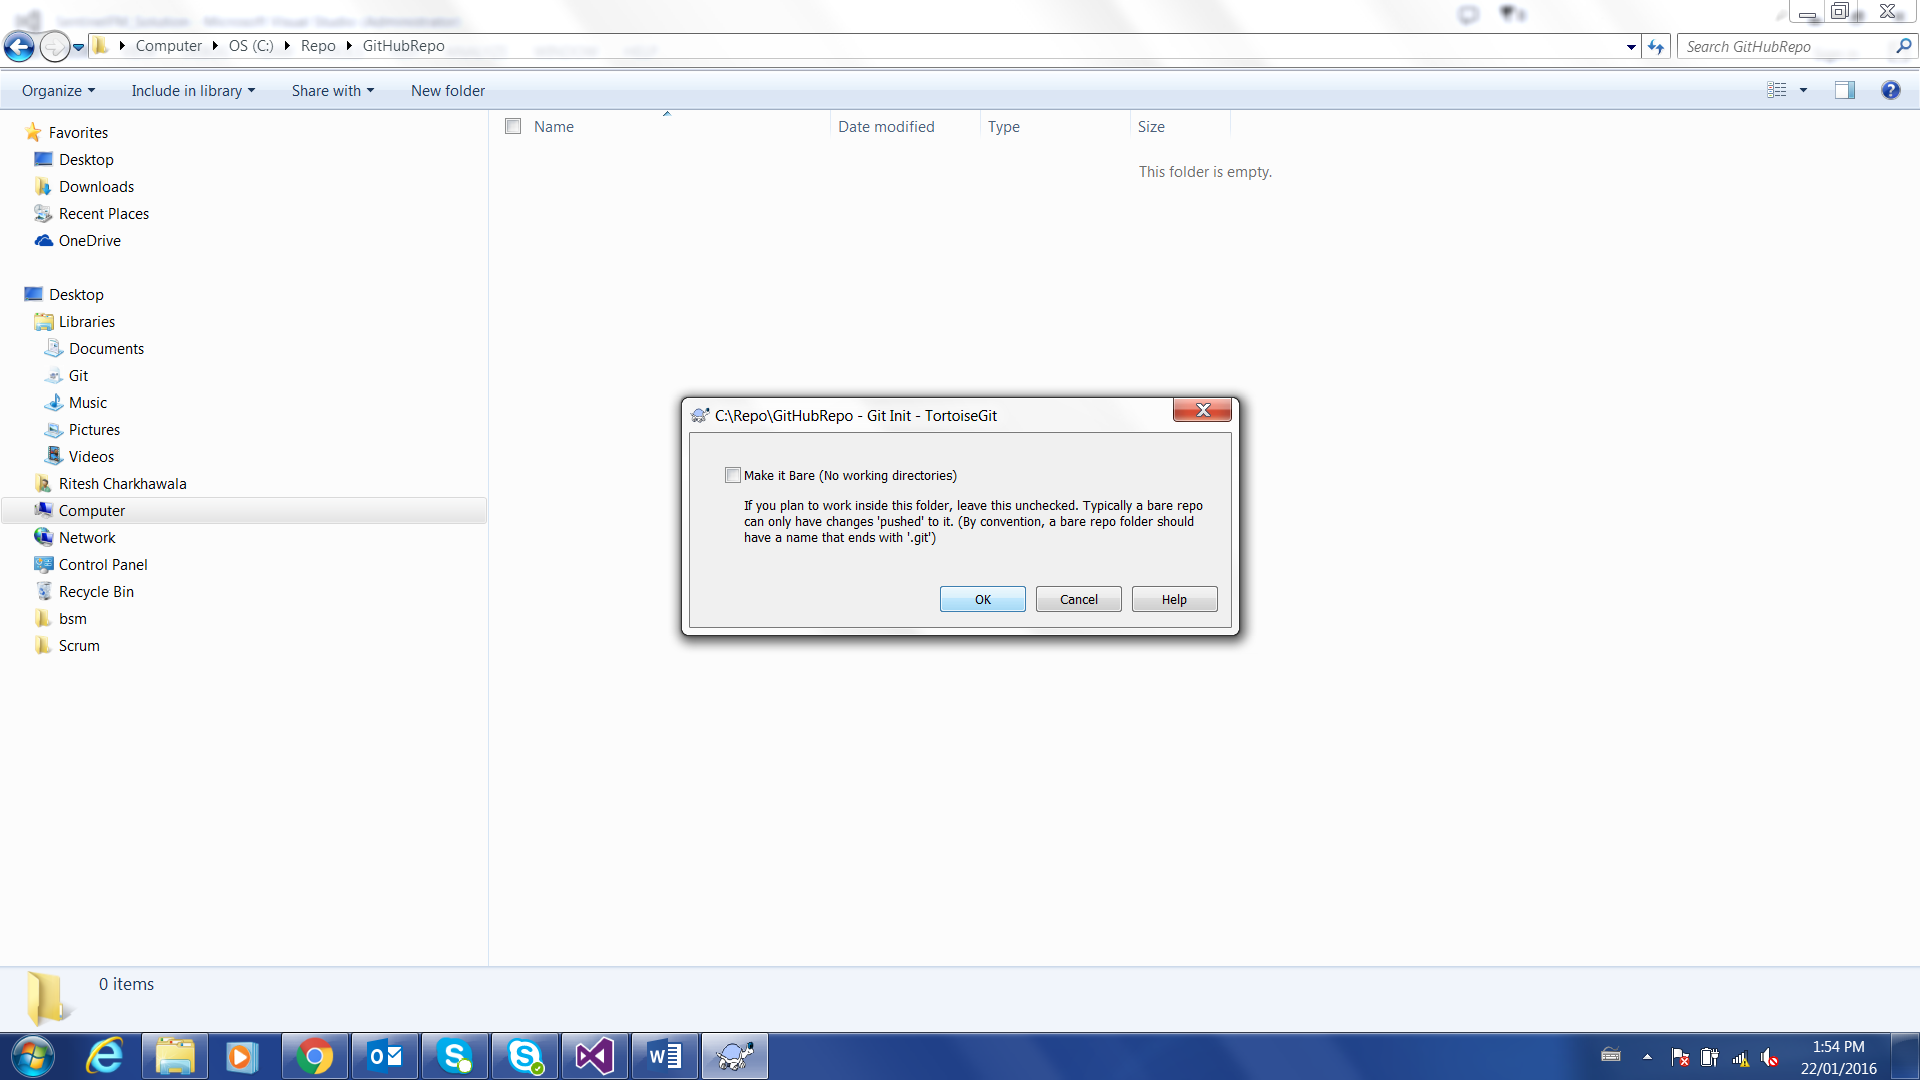 Computer OS (C:) Repo GitHubRepo
Search GitHubRepo
Organize Include in library Share with New folder
Name Date modified Type Size
This folder is empty.
Favorites
Desktop
Downloads
Recent Places
OneDrive
Desktop
Libraries
Documents
Git
Music
Pictures
Videos
Ritesh Charkhawala
Computer
Network
Control Panel
Recycle Bin
bsm
Scrum
C:\Repo\GitHubRepo - Git Init - TortoiseGit
Make it Bare (No working directories)
If you plan to work inside this folder, leave this unchecked. Typically a bare repo
can only have changes 'pushed' to it. (By convention, a bare repo folder should
have a name that ends with '.git')
OK Cancel Help
0 items
1:54 PM
22/01/2016